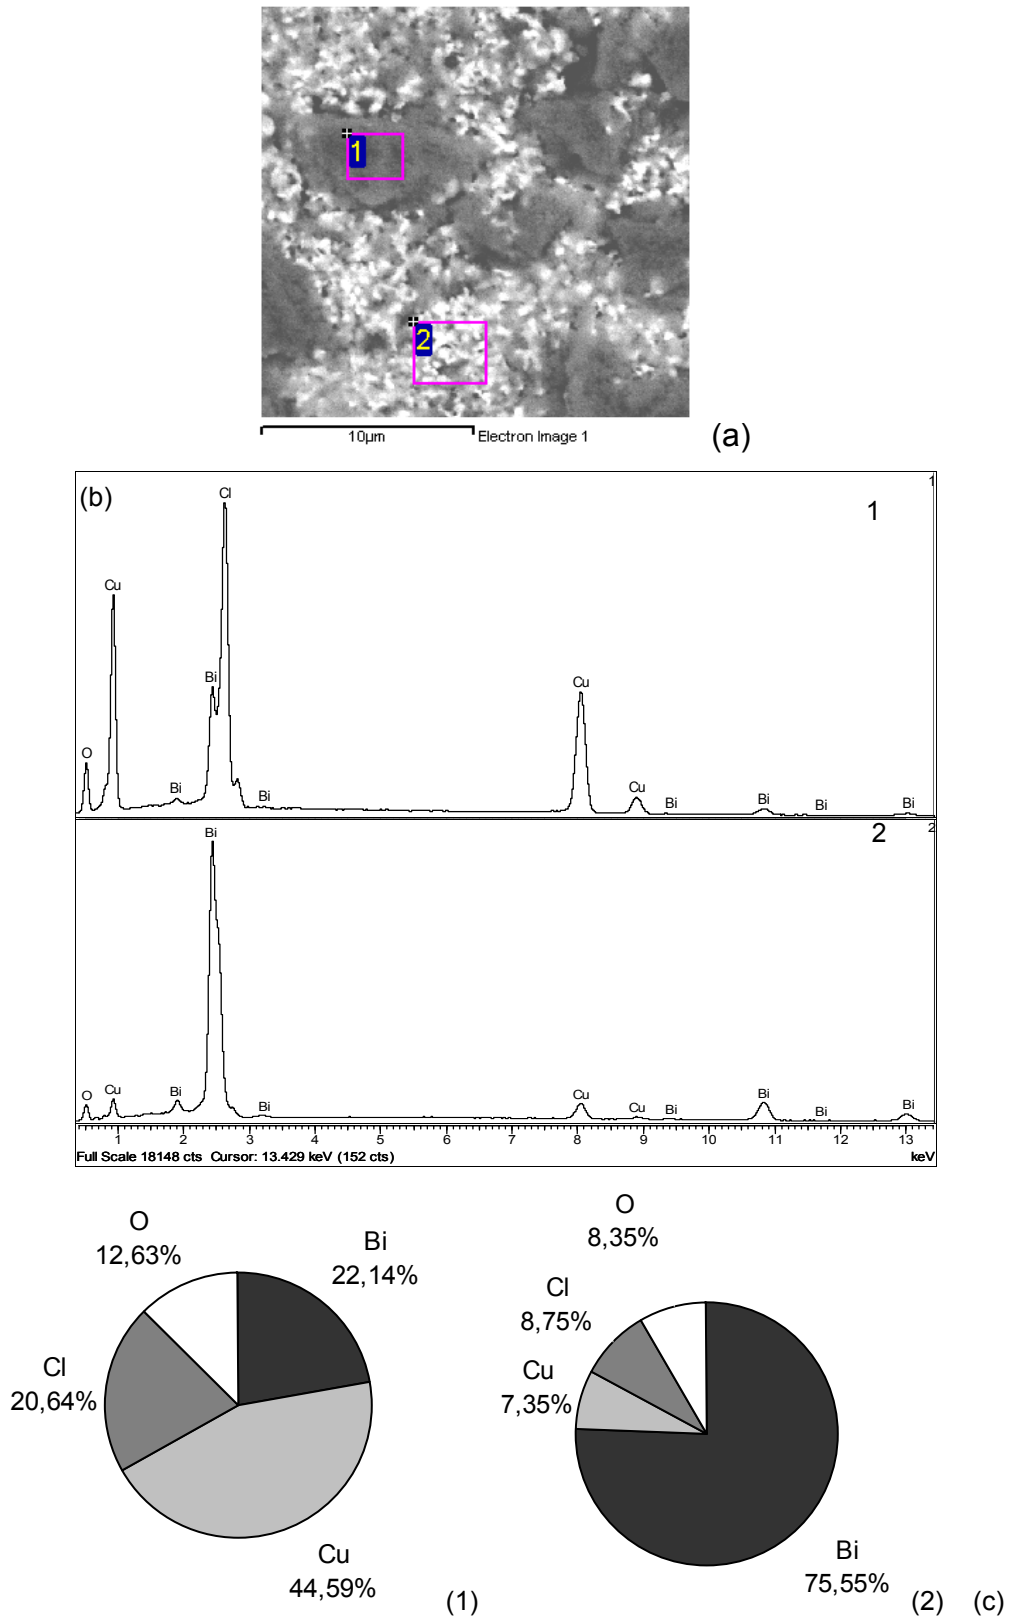 1
2
10µm
Electron Image 1
(a)
(b)
1
1
Cl
Cu
Bi
Cu
O
Bi
Bi
Cu
Bi
Bi
Bi
Bi
2
2
Bi
O
Cu
Bi
Bi
Cu
Cu
Bi
Bi
Bi
Bi
1 2 3 4 5 6 7 8 9 10 11 12 13
Full Scale 18148 cts Cursor: 13.429 keV (152 cts)
keV
O
12,63%
Bi
22,14%
Cl
20,64%
Cu
44,59%
(1)
O
8,35%
Cl
8,75%
Cu
7,35%
Bi
75,55%
(2)
(c)